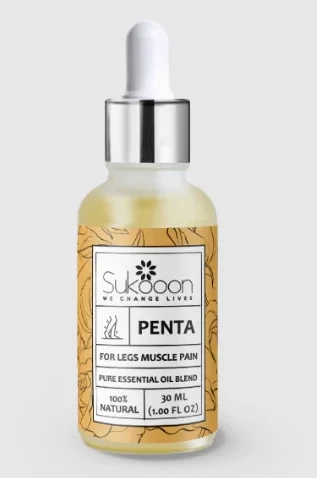 Sukooon
WE CHANGE LIVES
PENTA
FOR LEGS MUSCLE PAIN
PURE ESSENTIAL OIL BLEND
100%
NATURAL
30 ML
(1.00 FL OZ)